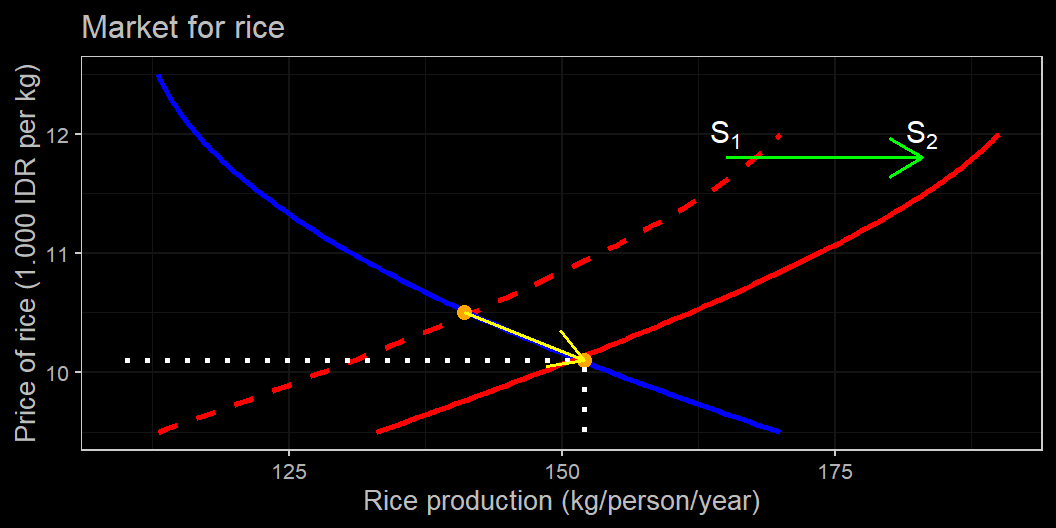 Market for rice
Price of rice (1.000 IDR per kg)
12
11
10
S₁
S₂
125
150
175
Rice production (kg/person/year)